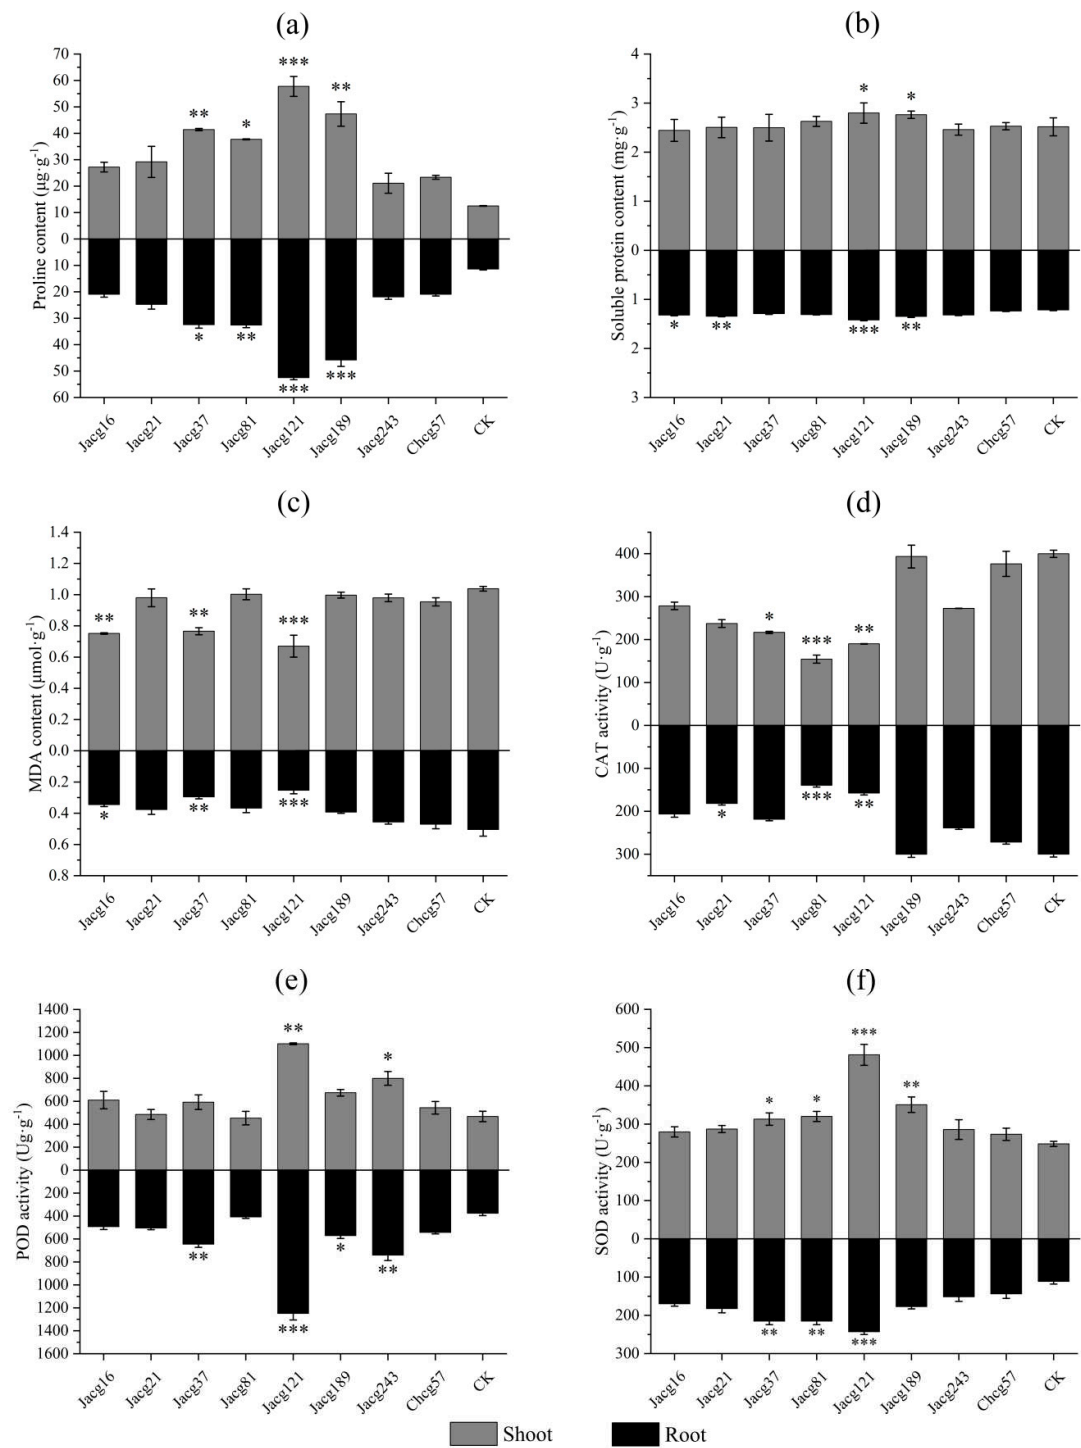 (a)
Proline content (μg·g⁻¹)
70
60
50
40
30
20
10
0
10
20
30
40
50
60
** * *** **
* ** *** ***
Jacg16 Jacg21 Jacg37 Jacg81 Jacg121 Jacg189 Jacg243 Chcg57 CK
(b)
Soluble protein content (mg·g⁻¹)
4
3
2
1
0
1
2
3
* *
* ** *** **
Jacg16 Jacg21 Jacg37 Jacg81 Jacg121 Jacg189 Jacg243 Chcg57 CK
(c)
MDA content (μmol·g⁻¹)
1.4
1.2
1.0
0.8
0.6
0.4
0.2
0.0
0.2
0.4
0.6
0.8
** ** ***
* ** ***
Jacg16 Jacg21 Jacg37 Jacg81 Jacg121 Jacg189 Jacg243 Chcg57 CK
(d)
CAT activity (U·g⁻¹)
400
300
200
100
0
100
200
300
* *** **
* *** **
Jacg16 Jacg21 Jacg37 Jacg81 Jacg121 Jacg189 Jacg243 Chcg57 CK
(e)
POD activity (Ug·g⁻¹)
1400
1200
1000
800
600
400
200
0
200
400
600
800
1000
1200
1400
1600
** *
** *** * **
Jacg16 Jacg21 Jacg37 Jacg81 Jacg121 Jacg189 Jacg243 Chcg57 CK
(f)
SOD activity (U·g⁻¹)
600
500
400
300
200
100
0
100
200
300
* * *** **
** ** ***
Jacg16 Jacg21 Jacg37 Jacg81 Jacg121 Jacg189 Jacg243 Chcg57 CK
Shoot Root